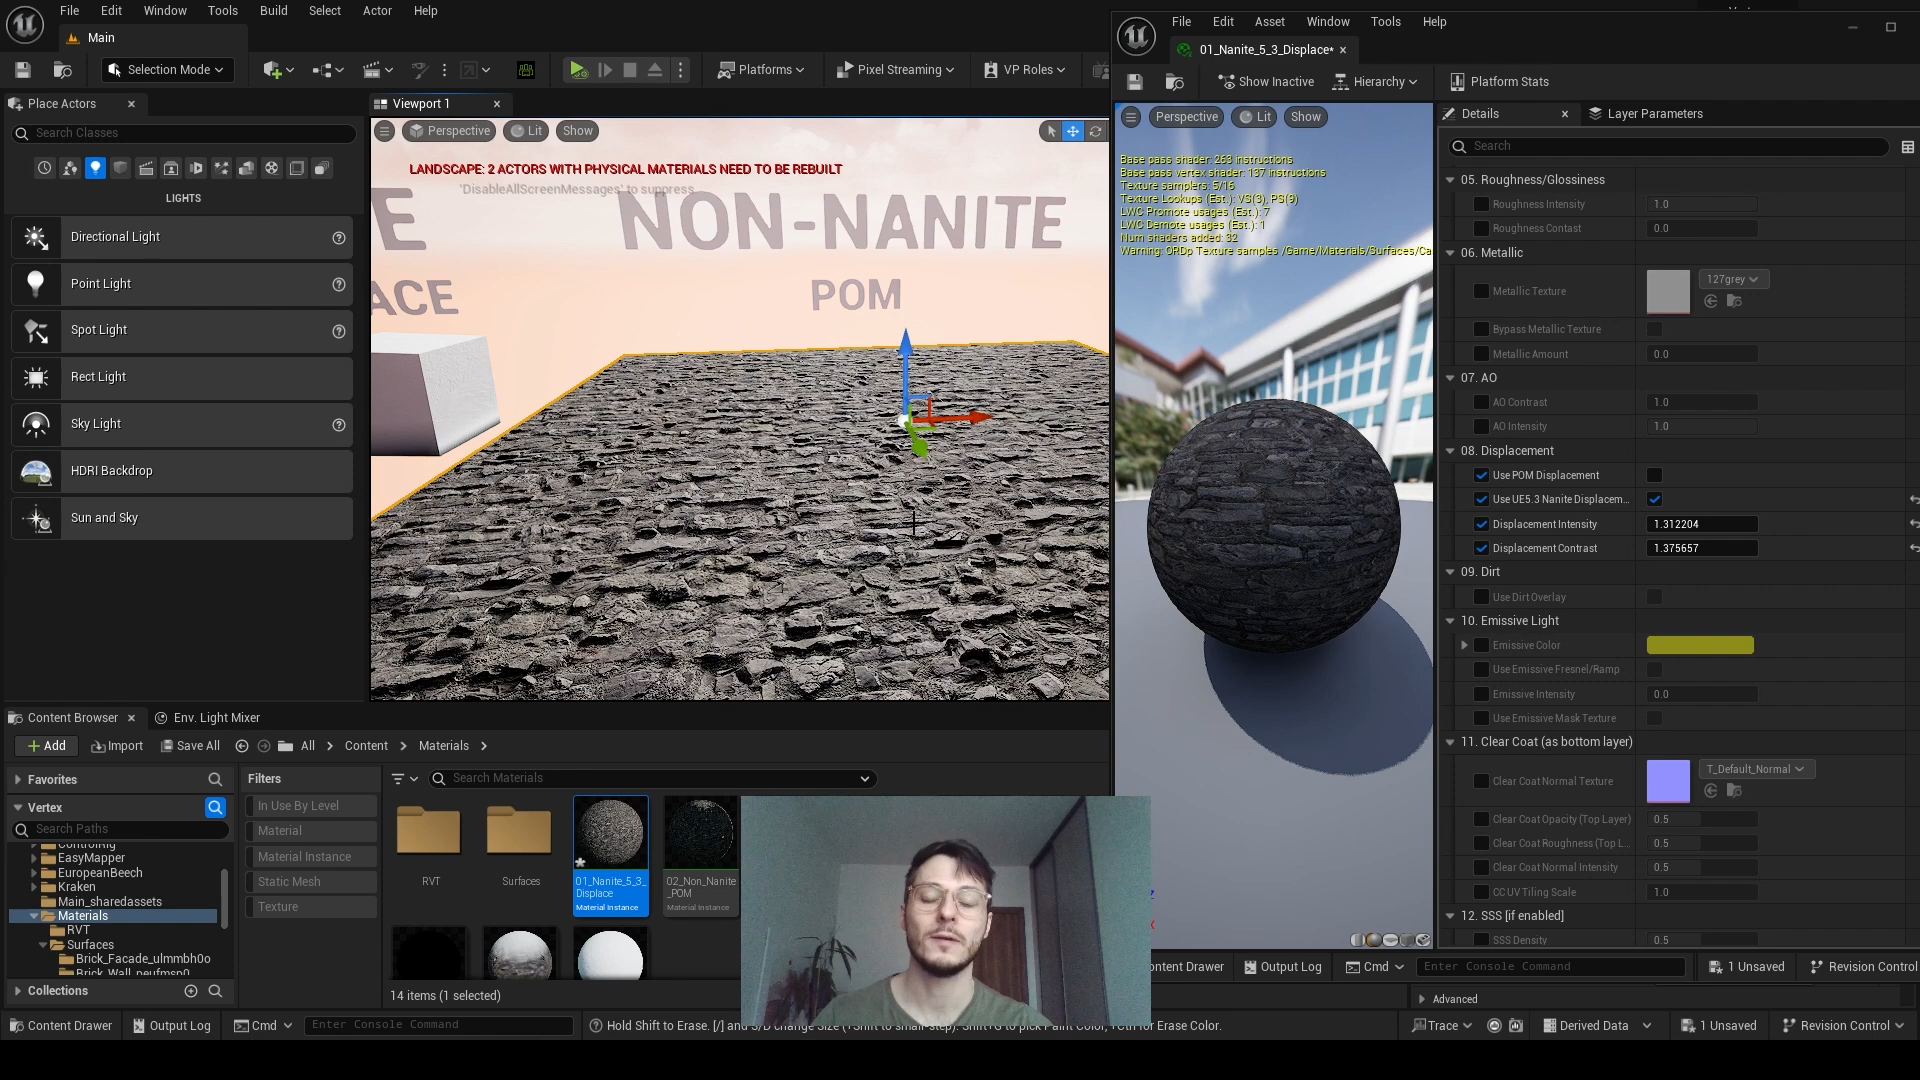 File Edit Window Tools Build Select Actor Help
Main
Selection Mode
Platforms
Pixel Streaming
VP Roles
Place Actors
Search Classes
LIGHTS
Directional Light
Point Light
Spot Light
Rect Light
Sky Light
HDRI Backdrop
Sun and Sky
Viewport 1
Perspective Lit Show
LANDSCAPE: 2 ACTORS WITH PHYSICAL MATERIALS NEED TO BE REBUILT
'DisableAllScreenMessages' to suppress
E NON-NANITE
ACE POM
Content Browser Env. Light Mixer
Add Import Save All All Content Materials
Favorites
Vertex
Search Paths
ControlRig
EasyMapper
EuropeanBeech
Kraken
Main_sharedassets
Materials
RVT
Surfaces
Brick_Facade_ulmmbh0o
Brick_Wall_peufmsp0
Collections
Filters
In Use By Level
Material
Material Instance
Static Mesh
Texture
Search Materials
RVT
Surfaces
01_Nanite_5_3_
Displace
Material Instance
02_Non_Nanite
_POM
Material Instance
14 items (1 selected)
Content Drawer Output Log Cmd Enter Console Command
Hold Shift to Erase. [/] and S/D change Size (+Shift to small-step). Shift+G to pick Paint Color, +Ctrl for Erase Color.
Trace Derived Data 1 Unsaved Revision Control
File Edit Asset Window Tools Help
01_Nanite_5_3_Displace*
Show Inactive Hierarchy Platform Stats
Perspective Lit Show
Base pass shader: 263 instructions
Base pass vertex shader: 137 instructions
Texture samplers: 5/16
Texture Lookups (Est.): VS(3), PS(9)
LWC Promote usages (Est.): 7
LWC Demote usages (Est.): 1
Num shaders added: 32
Warning: ORDp Texture samples /Game/Materials/Surfaces/Ca
Details Layer Parameters
Search
05. Roughness/Glossiness
Roughness Intensity 1.0
Roughness Contast 0.0
06. Metallic
Metallic Texture 127grey
Bypass Metallic Texture
Metallic Amount 0.0
07. AO
AO Contrast 1.0
AO Intensity 1.0
08. Displacement
Use POM Displacement
Use UE5.3 Nanite Displacem...
Displacement Intensity 1.312204
Displacement Contrast 1.375657
09. Dirt
Use Dirt Overlay
10. Emissive Light
Emissive Color
Use Emissive Fresnel/Ramp
Emissive Intensity 0.0
Use Emissive Mask Texture
11. Clear Coat (as bottom layer)
Clear Coat Normal Texture T_Default_Normal
Clear Coat Opacity (Top Layer) 0.5
Clear Coat Roughness (Top L... 0.5
Clear Coat Normal Intensity 0.5
CC UV Tiling Scale 1.0
12. SSS [if enabled]
SSS Density 0.5
ontent Drawer Output Log Cmd Enter Console Command 1 Unsaved Revision Control
Advanced